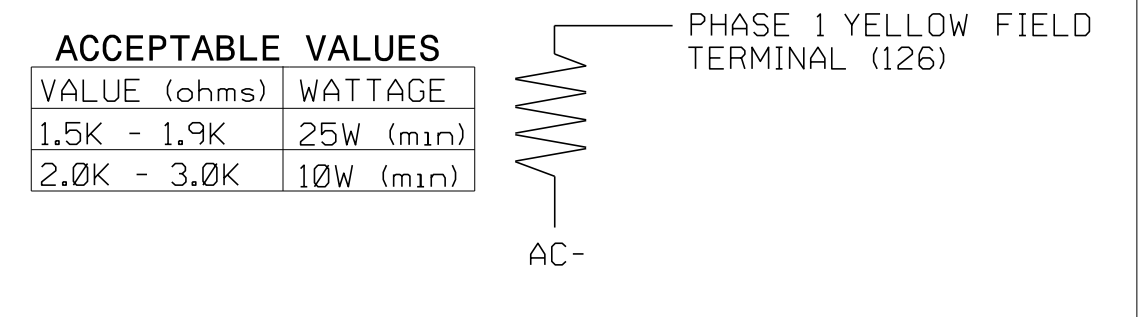 ACCEPTABLE VALUES
VALUE (ohms) WATTAGE
1.5K - 1.9K 25W (min)
2.0K - 3.0K 10W (min)
PHASE 1 YELLOW FIELD
TERMINAL (126)
AC-